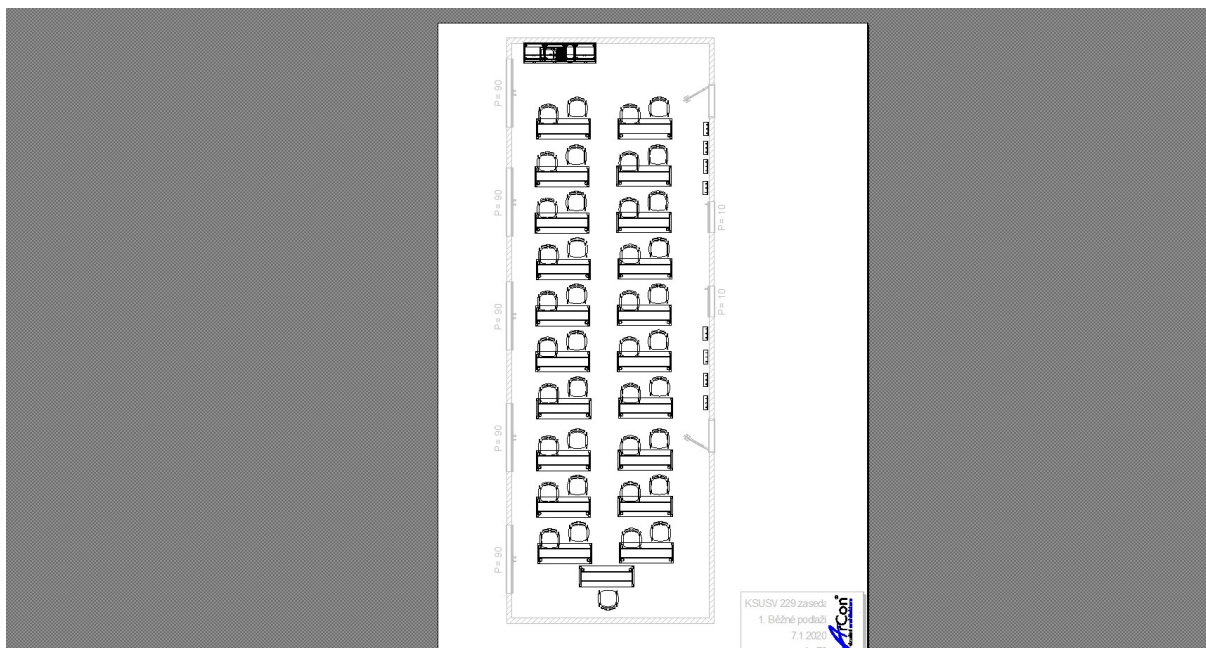 P = 90
P = 90
P = 10
P = 10
P = 90
P = 90
P = 90
KSUSV 229 zaseda
1. Běžné podlaží
7.1.2020
ArCon